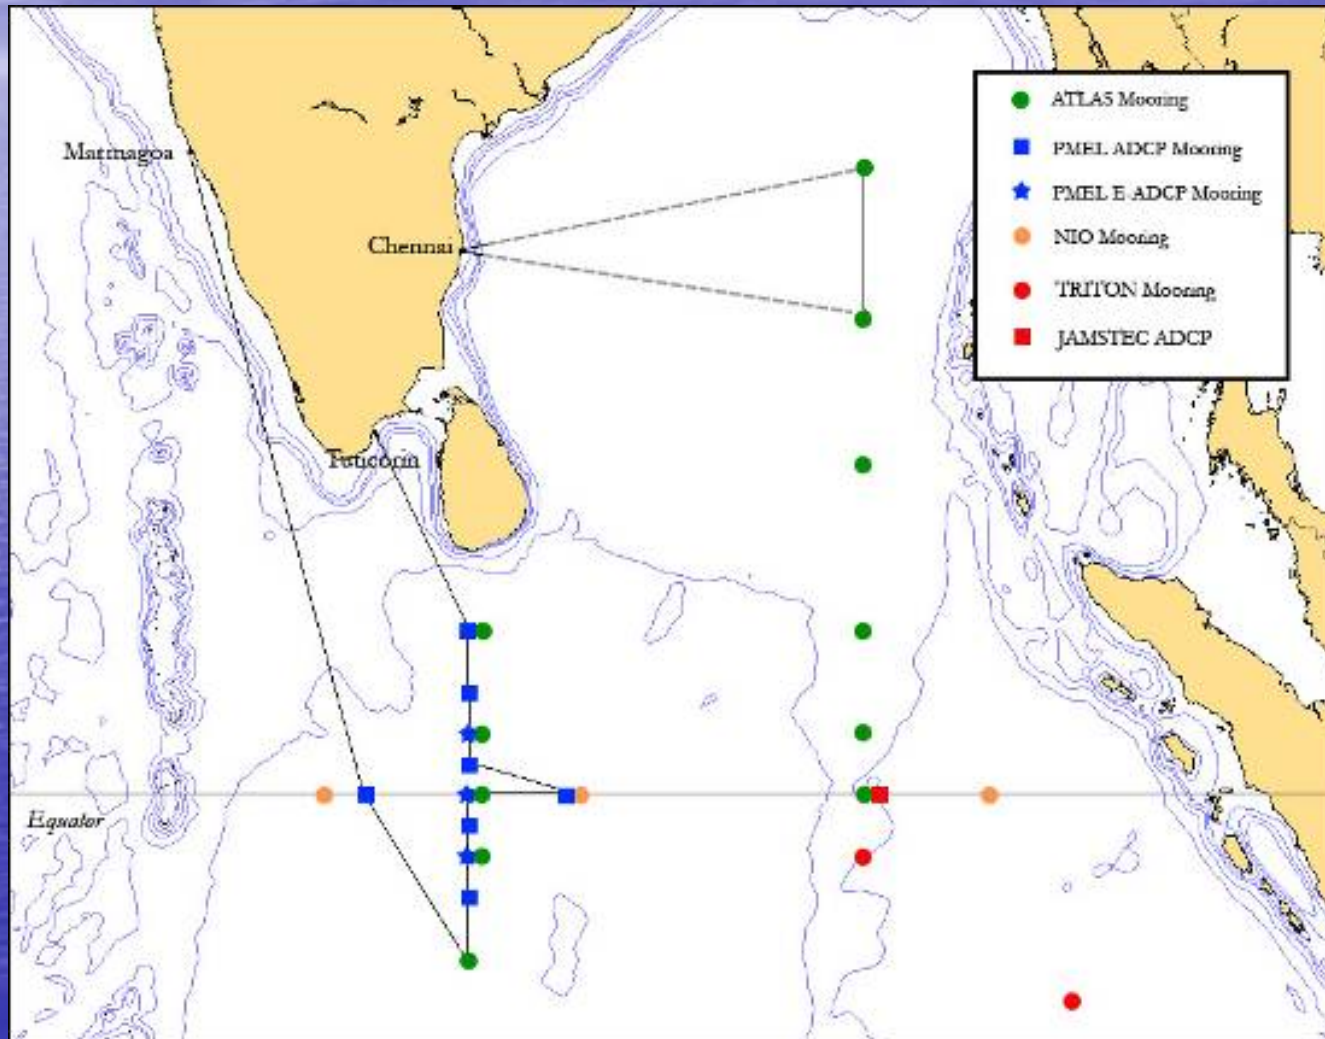 ATLAS Mooring
Marmagoa
PMEL ADCP Mooring
PMEL E-ADCP Mooring
Chennai
NIO Mooring
TRITON Mooring
JAMSTEC ADCP
Tuticorin
Equator